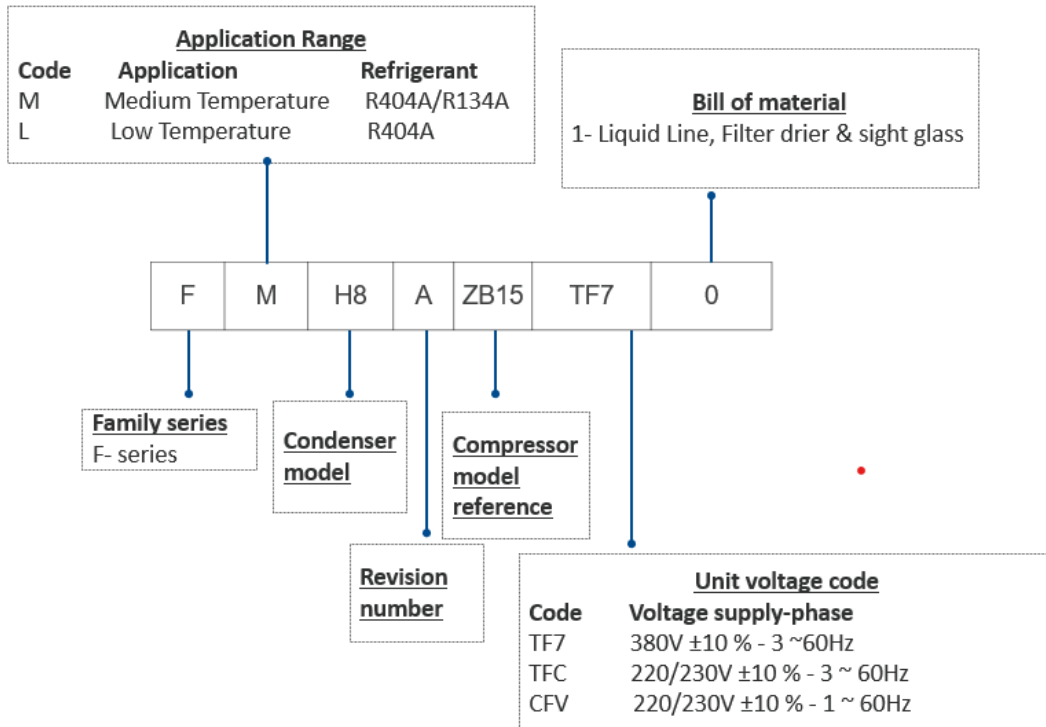 Application Range
Code Application Refrigerant
M Medium Temperature R404A/R134A
L Low Temperature R404A
Bill of material
1- Liquid Line, Filter drier & sight glass
F M H8 A ZB15 TF7 0
Family series
F- series
Condenser
model
Compressor
model
reference
Revision
number
Unit voltage code
Code Voltage supply-phase
TF7 380V ±10 % - 3 ~60Hz
TFC 220/230V ±10 % - 3 ~ 60Hz
CFV 220/230V ±10 % - 1 ~ 60Hz